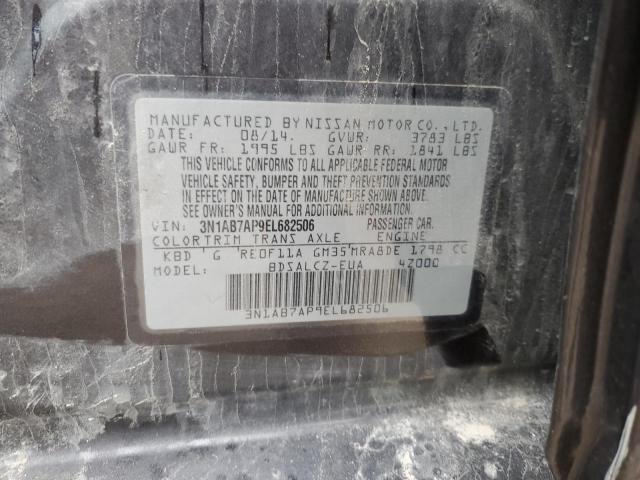 MANUFACTURED BY NISSAN MOTOR CO., LTD.
DATE: 08/14. GVWR: 3783 LBS
GAWR FR: 1995 LBS GAWR RR: 1841 LBS
THIS VEHICLE CONFORMS TO ALL APPLICABLE FEDERAL MOTOR
VEHICLE SAFETY, BUMPER AND THEFT PREVENTION STANDARDS
IN EFFECT ON THE DATE OF MANUFACTURE SHOWN ABOVE.
SEE OWNER'S MANUAL FOR ADDITIONAL INFORMATION.
VIN: 3N1AB7AP9EL682506 PASSENGER CAR.
COLOR TRIM TRANS AXLE ENGINE
KBD G RE0F11A GM35 MRA8DE 1798 CC
MODEL: BDSALCZ-EUA 42000
3N1AB7AP9EL682506